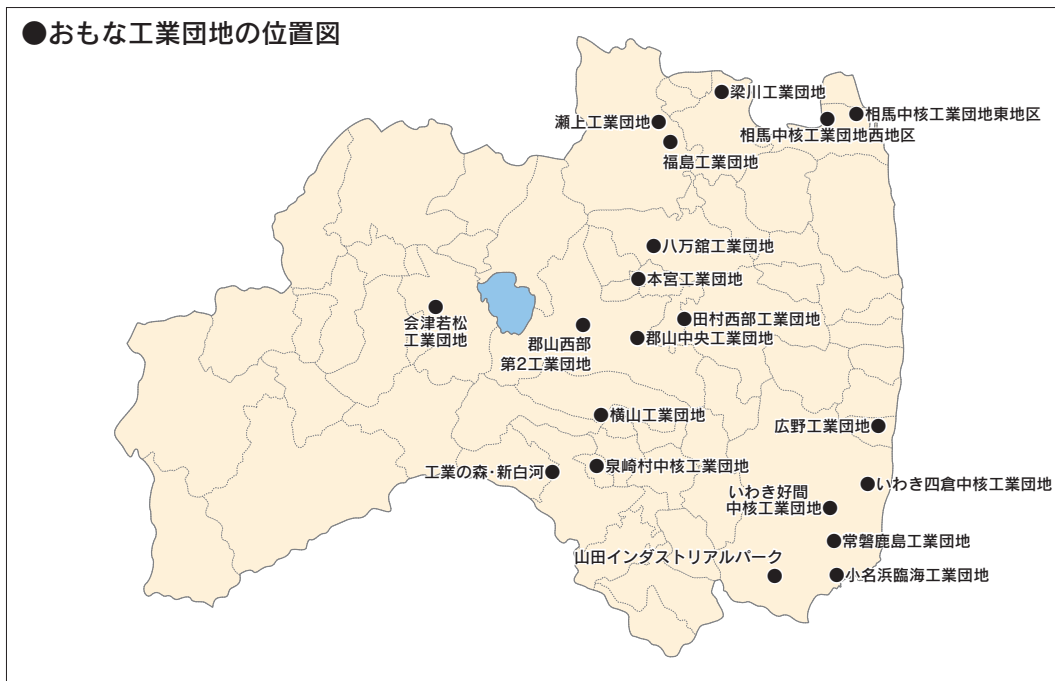 ●おもな工業団地の位置図
梁川工業団地
相馬中核工業団地東地区
瀬上工業団地
相馬中核工業団地西地区
福島工業団地
八万舘工業団地
本宮工業団地
会津若松
工業団地
田村西部工業団地
郡山中央工業団地
郡山西部
第2工業団地
横山工業団地
広野工業団地
工業の森・新白河
泉崎村中核工業団地
いわき四倉中核工業団地
いわき好間
中核工業団地
常磐鹿島工業団地
山田インダストリアルパーク
小名浜臨海工業団地